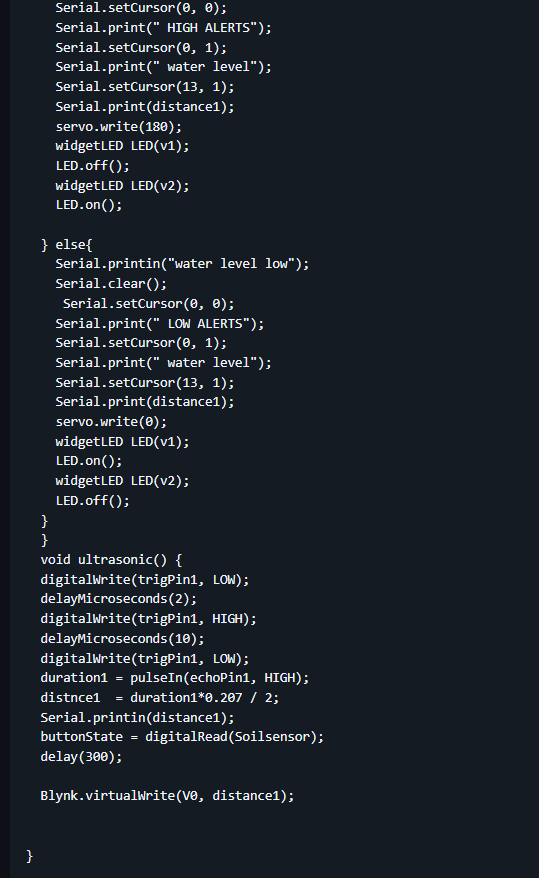 Serial.setCursor(0, 0);
Serial.print(" HIGH ALERTS");
Serial.setCursor(0, 1);
Serial.print(" water level");
Serial.setCursor(13, 1);
Serial.print(distance1);
servo.write(180);
widgetLED LED(v1);
LED.off();
widgetLED LED(v2);
LED.on();
} else{
Serial.printin("water level low");
Serial.clear();
Serial.setCursor(0, 0);
Serial.print(" LOW ALERTS");
Serial.setCursor(0, 1);
Serial.print(" water level");
Serial.setCursor(13, 1);
Serial.print(distance1);
servo.write(0);
widgetLED LED(v1);
LED.on();
widgetLED LED(v2);
LED.off();
}
}
void ultrasonic() {
digitalWrite(trigPin1, LOW);
delayMicroseconds(2);
digitalWrite(trigPin1, HIGH);
delayMicroseconds(10);
digitalWrite(trigPin1, LOW);
duration1 = pulseIn(echoPin1, HIGH);
distnce1  = duration1*0.207 / 2;
Serial.printin(distance1);
buttonState = digitalRead(Soilsensor);
delay(300);
Blynk.virtualWrite(V0, distance1);
}